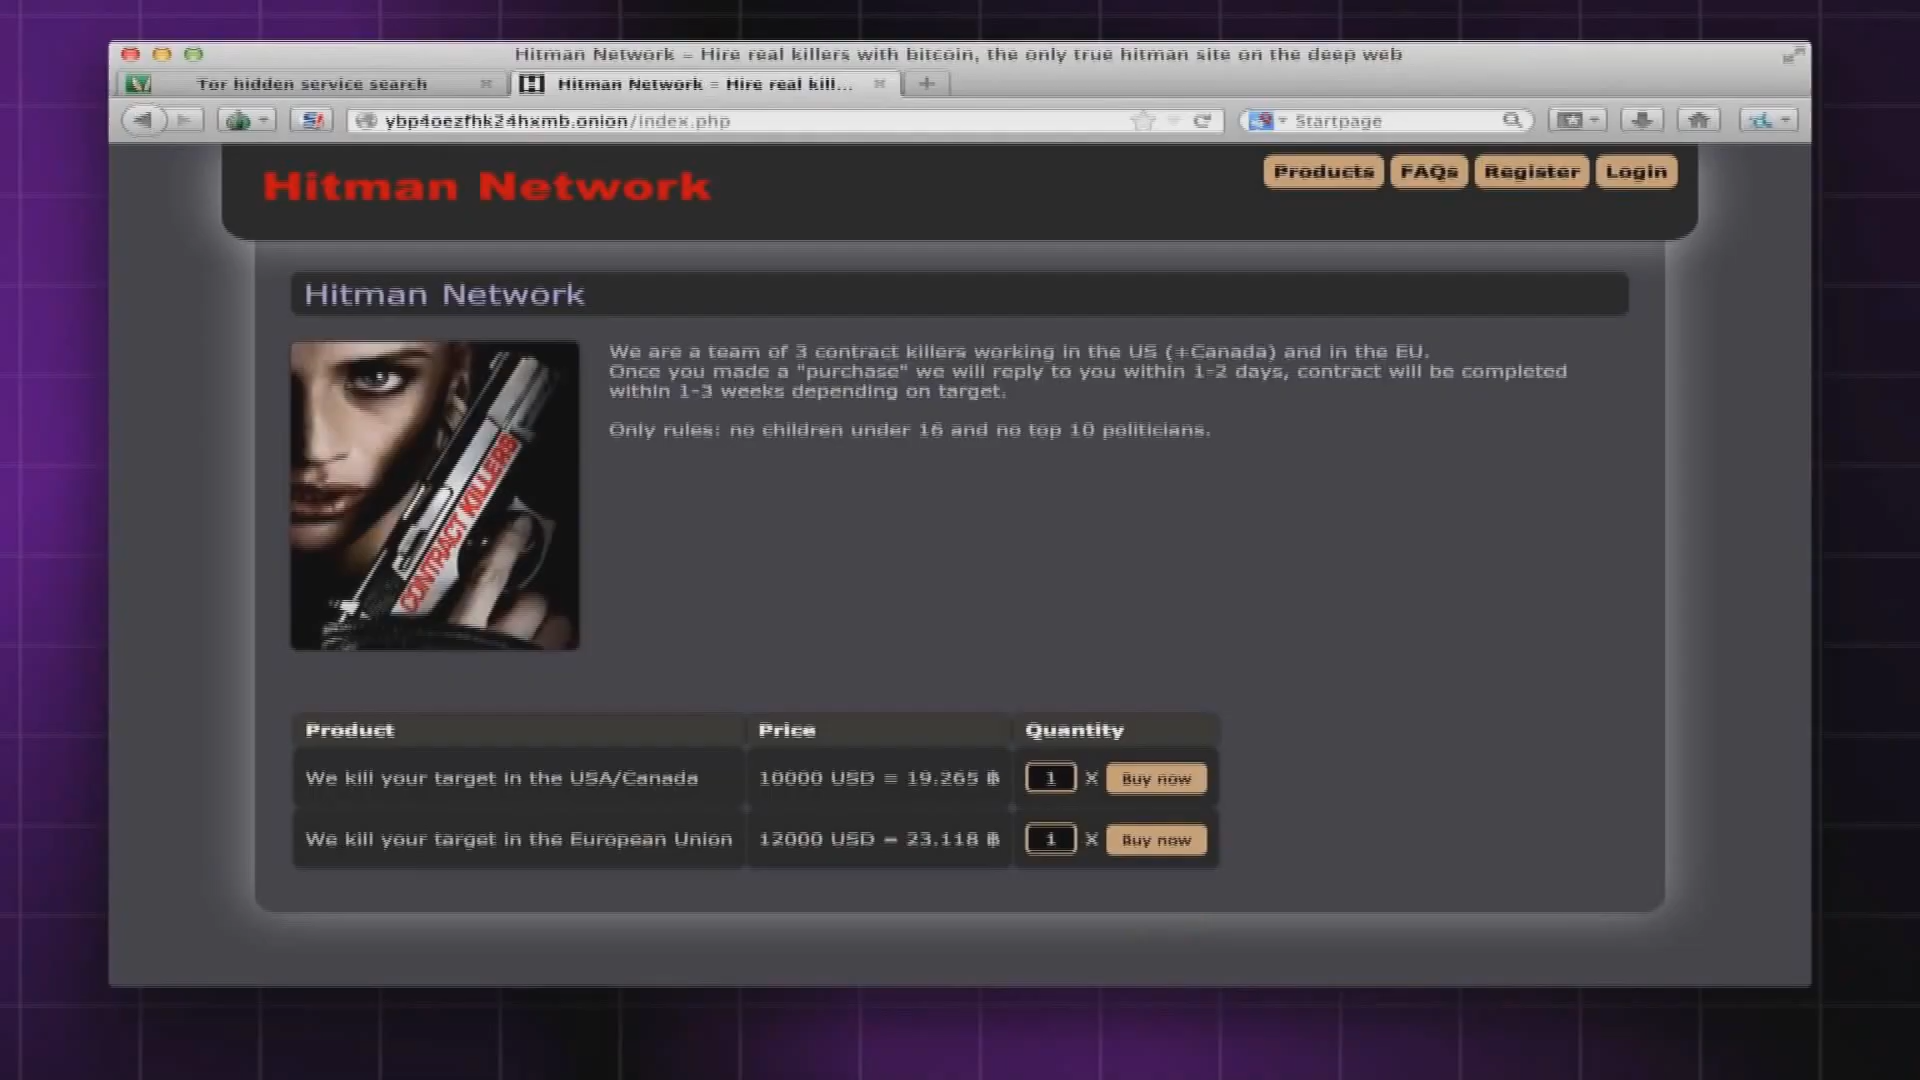 Hitman Network - Hire real killers with bitcoin, the only true hitman site on the deep web
Tor hidden service search
Hitman Network - Hire real kill...
ybp4oezfhk24hxmb.onion/index.php
Startpage
Hitman Network
Products FAQs Register Login
Hitman Network
We are a team of 3 contract killers working in the US (+Canada) and in the EU.
Once you made a "purchase" we will reply to you within 1-2 days, contract will be completed
within 1-3 weeks depending on target.
Only rules: no children under 16 and no top 10 politicians.
CONTRACT KILLERS
Product Price Quantity
We kill your target in the USA/Canada 10000 USD = 19.265 ฿ 1 X Buy now
We kill your target in the European Union 12000 USD = 23.118 ฿ 1 X Buy now